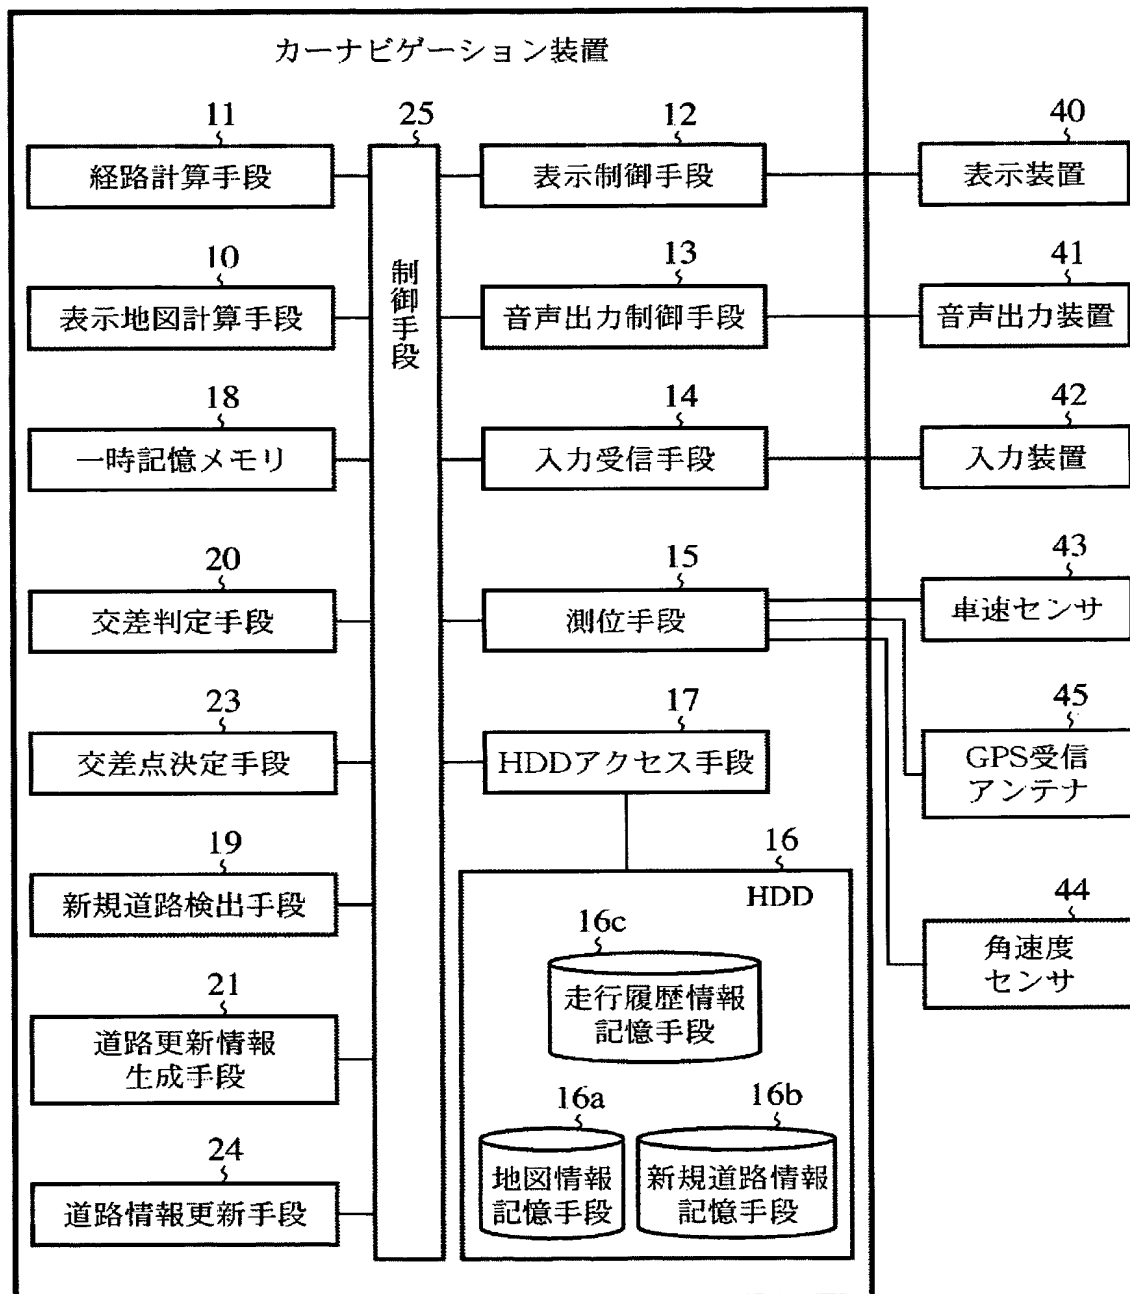 カーナビゲーション装置
11
経路計算手段
25
制御手段
12
表示制御手段
40
表示装置
10
表示地図計算手段
13
音声出力制御手段
41
音声出力装置
18
一時記憶メモリ
14
入力受信手段
42
入力装置
20
交差判定手段
15
測位手段
43
車速センサ
23
交差点決定手段
17
HDDアクセス手段
45
GPS受信
アンテナ
19
新規道路検出手段
16
HDD
44
角速度
センサ
16c
走行履歴情報
記憶手段
21
道路更新情報
生成手段
16a
地図情報
記憶手段
16b
新規道路情報
記憶手段
24
道路情報更新手段